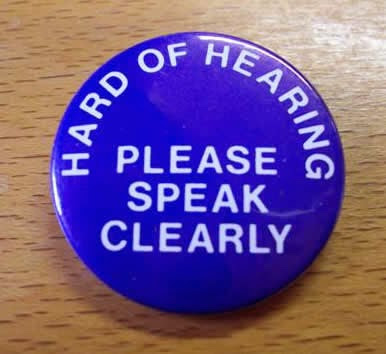 HARD OF HEARING
PLEASE
SPEAK
CLEARLY